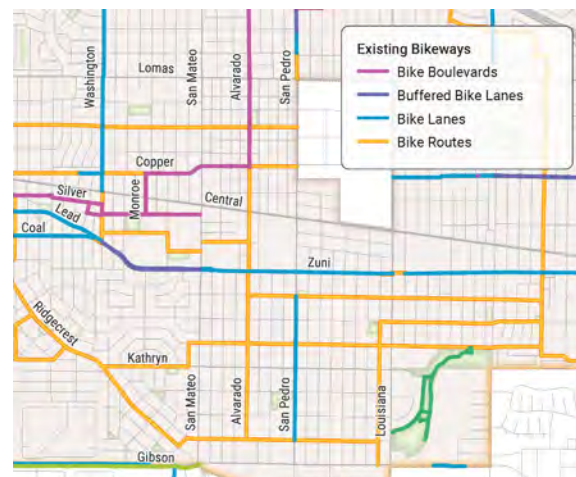 Existing Bikeways
Bike Boulevards
Buffered Bike Lanes
Bike Lanes
Bike Routes
Washington
Lomas
San Mateo
Alvarado
San Pedro
Copper
Silver
Monroe
Central
Lead
Coal
Zuni
Ridgecrest
Kathryn
San Mateo
Alvarado
San Pedro
Louisiana
Gibson